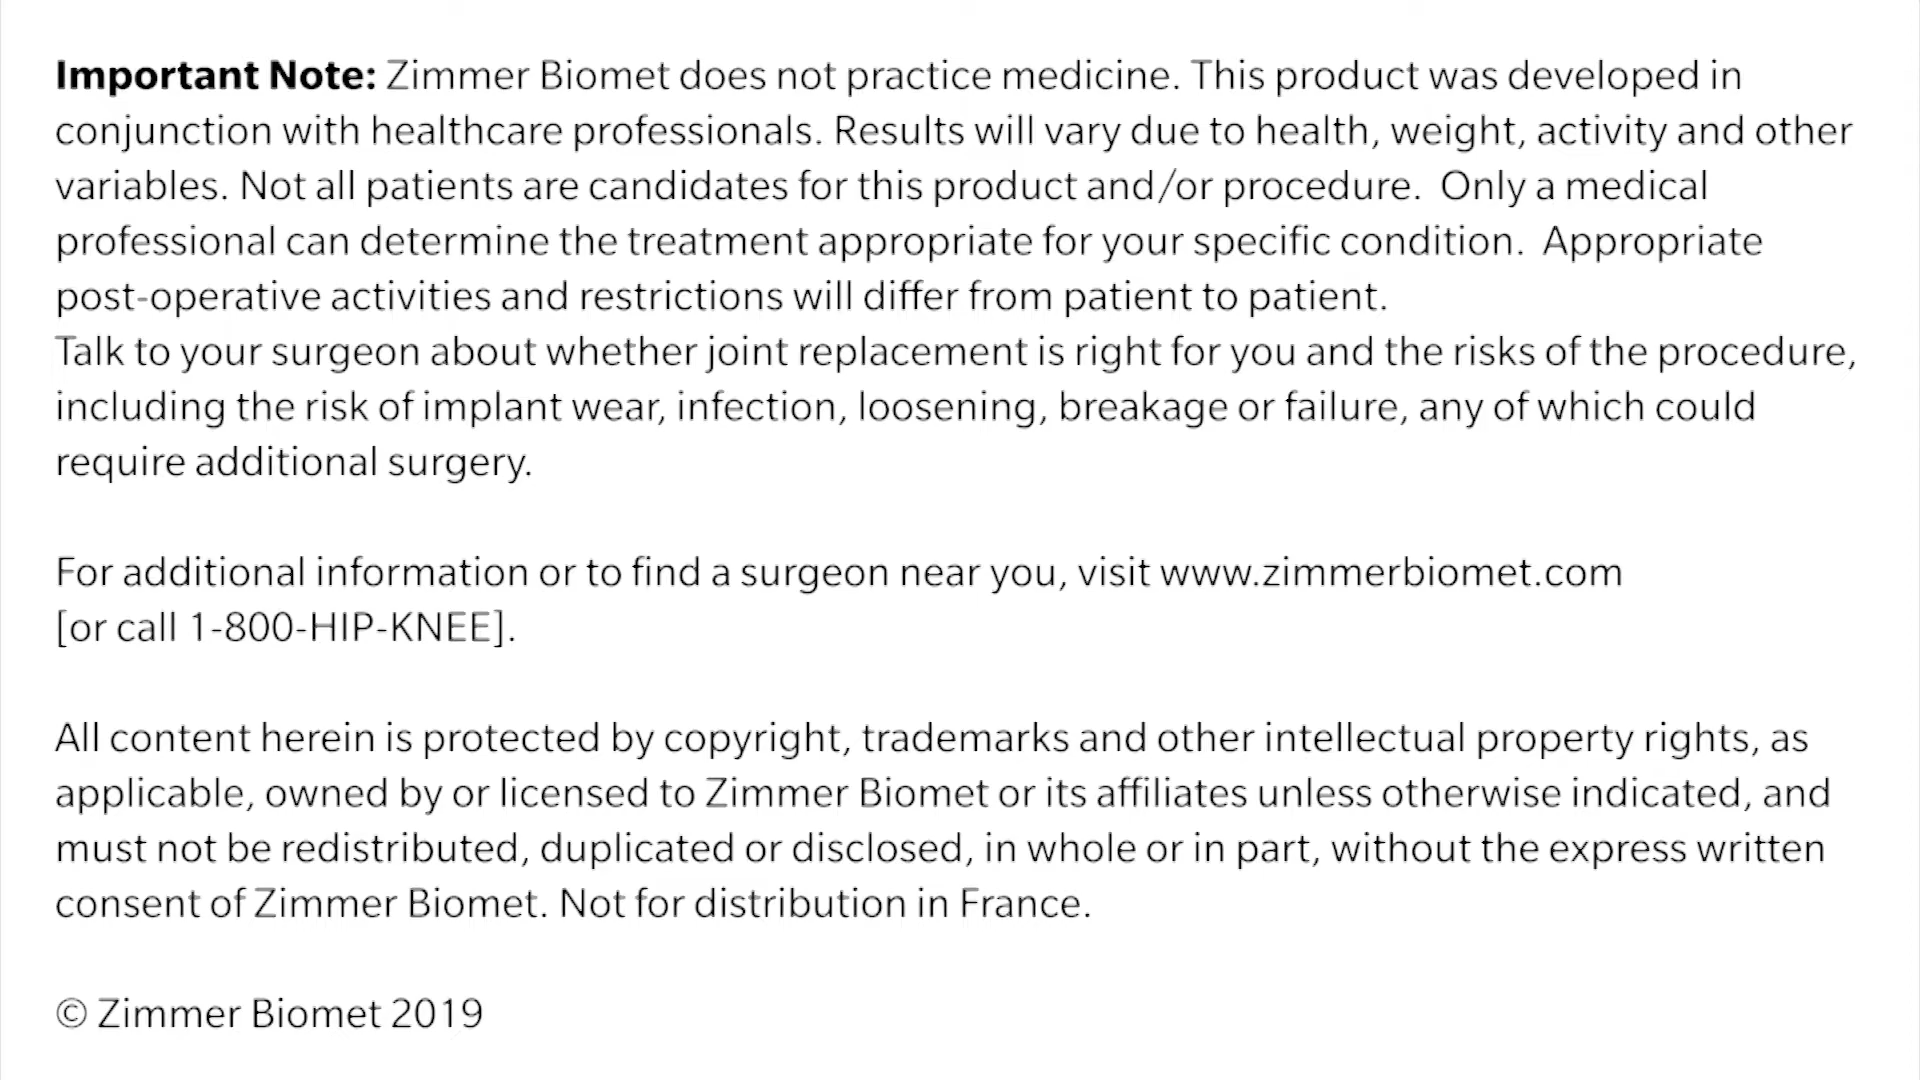 Important Note: Zimmer Biomet does not practice medicine. This product was developed in
conjunction with healthcare professionals. Results will vary due to health, weight, activity and other
variables. Not all patients are candidates for this product and/or procedure.  Only a medical
professional can determine the treatment appropriate for your specific condition.  Appropriate
post-operative activities and restrictions will differ from patient to patient.
Talk to your surgeon about whether joint replacement is right for you and the risks of the procedure,
including the risk of implant wear, infection, loosening, breakage or failure, any of which could
require additional surgery.
For additional information or to find a surgeon near you, visit www.zimmerbiomet.com
[or call 1-800-HIP-KNEE].
All content herein is protected by copyright, trademarks and other intellectual property rights, as
applicable, owned by or licensed to Zimmer Biomet or its affiliates unless otherwise indicated, and
must not be redistributed, duplicated or disclosed, in whole or in part, without the express written
consent of Zimmer Biomet. Not for distribution in France.
© Zimmer Biomet 2019